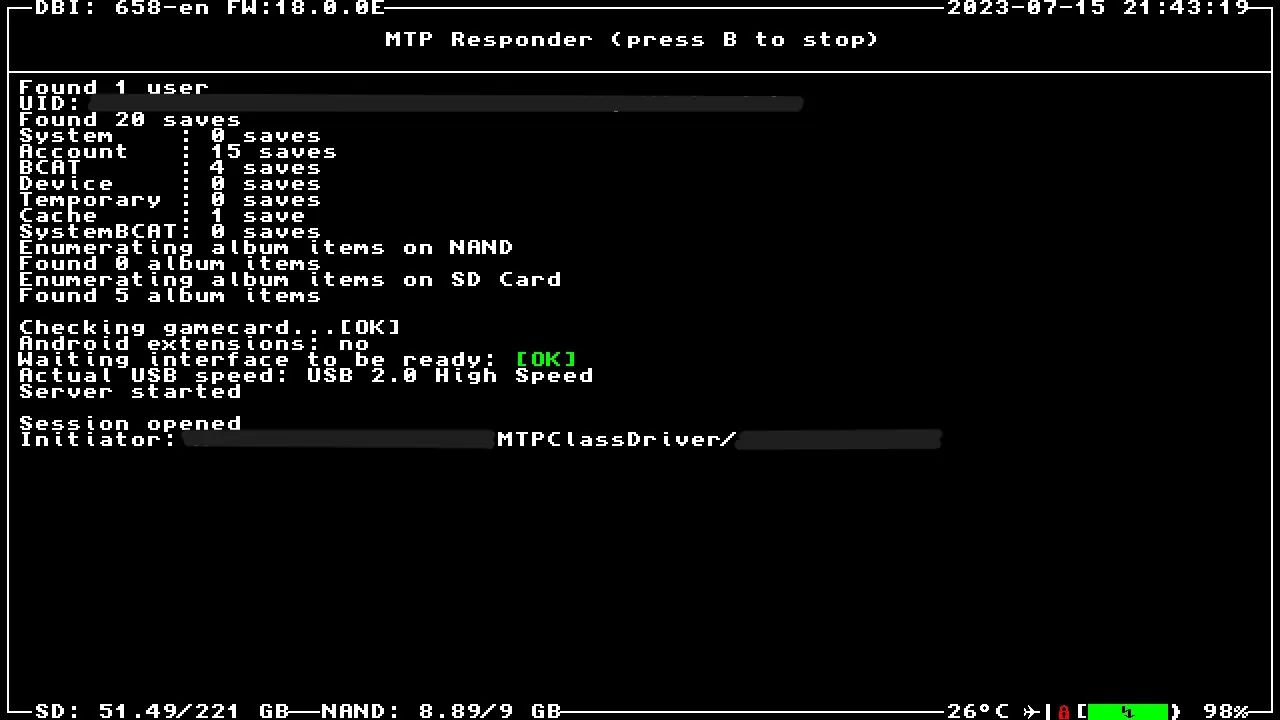 DBI: 658-en FW:18.0.0E 2023-07-15 21:43:19
MTP Responder (press B to stop)
Found 1 user
UID:
Found 20 saves
System : 0 saves
Account : 15 saves
BCAT : 4 saves
Device : 0 saves
Temporary : 0 saves
Cache : 1 save
SystemBCAT: 0 saves
Enumerating album items on NAND
Found 0 album items
Enumerating album items on SD Card
Found 5 album items
Checking gamecard...[OK]
Android extensions: no
Waiting interface to be ready: [OK]
Actual USB speed: USB 2.0 High Speed
Server started
Session opened
Initiator: MTPClassDriver/
SD: 51.49/221 GB NAND: 8.89/9 GB 26°C 98%